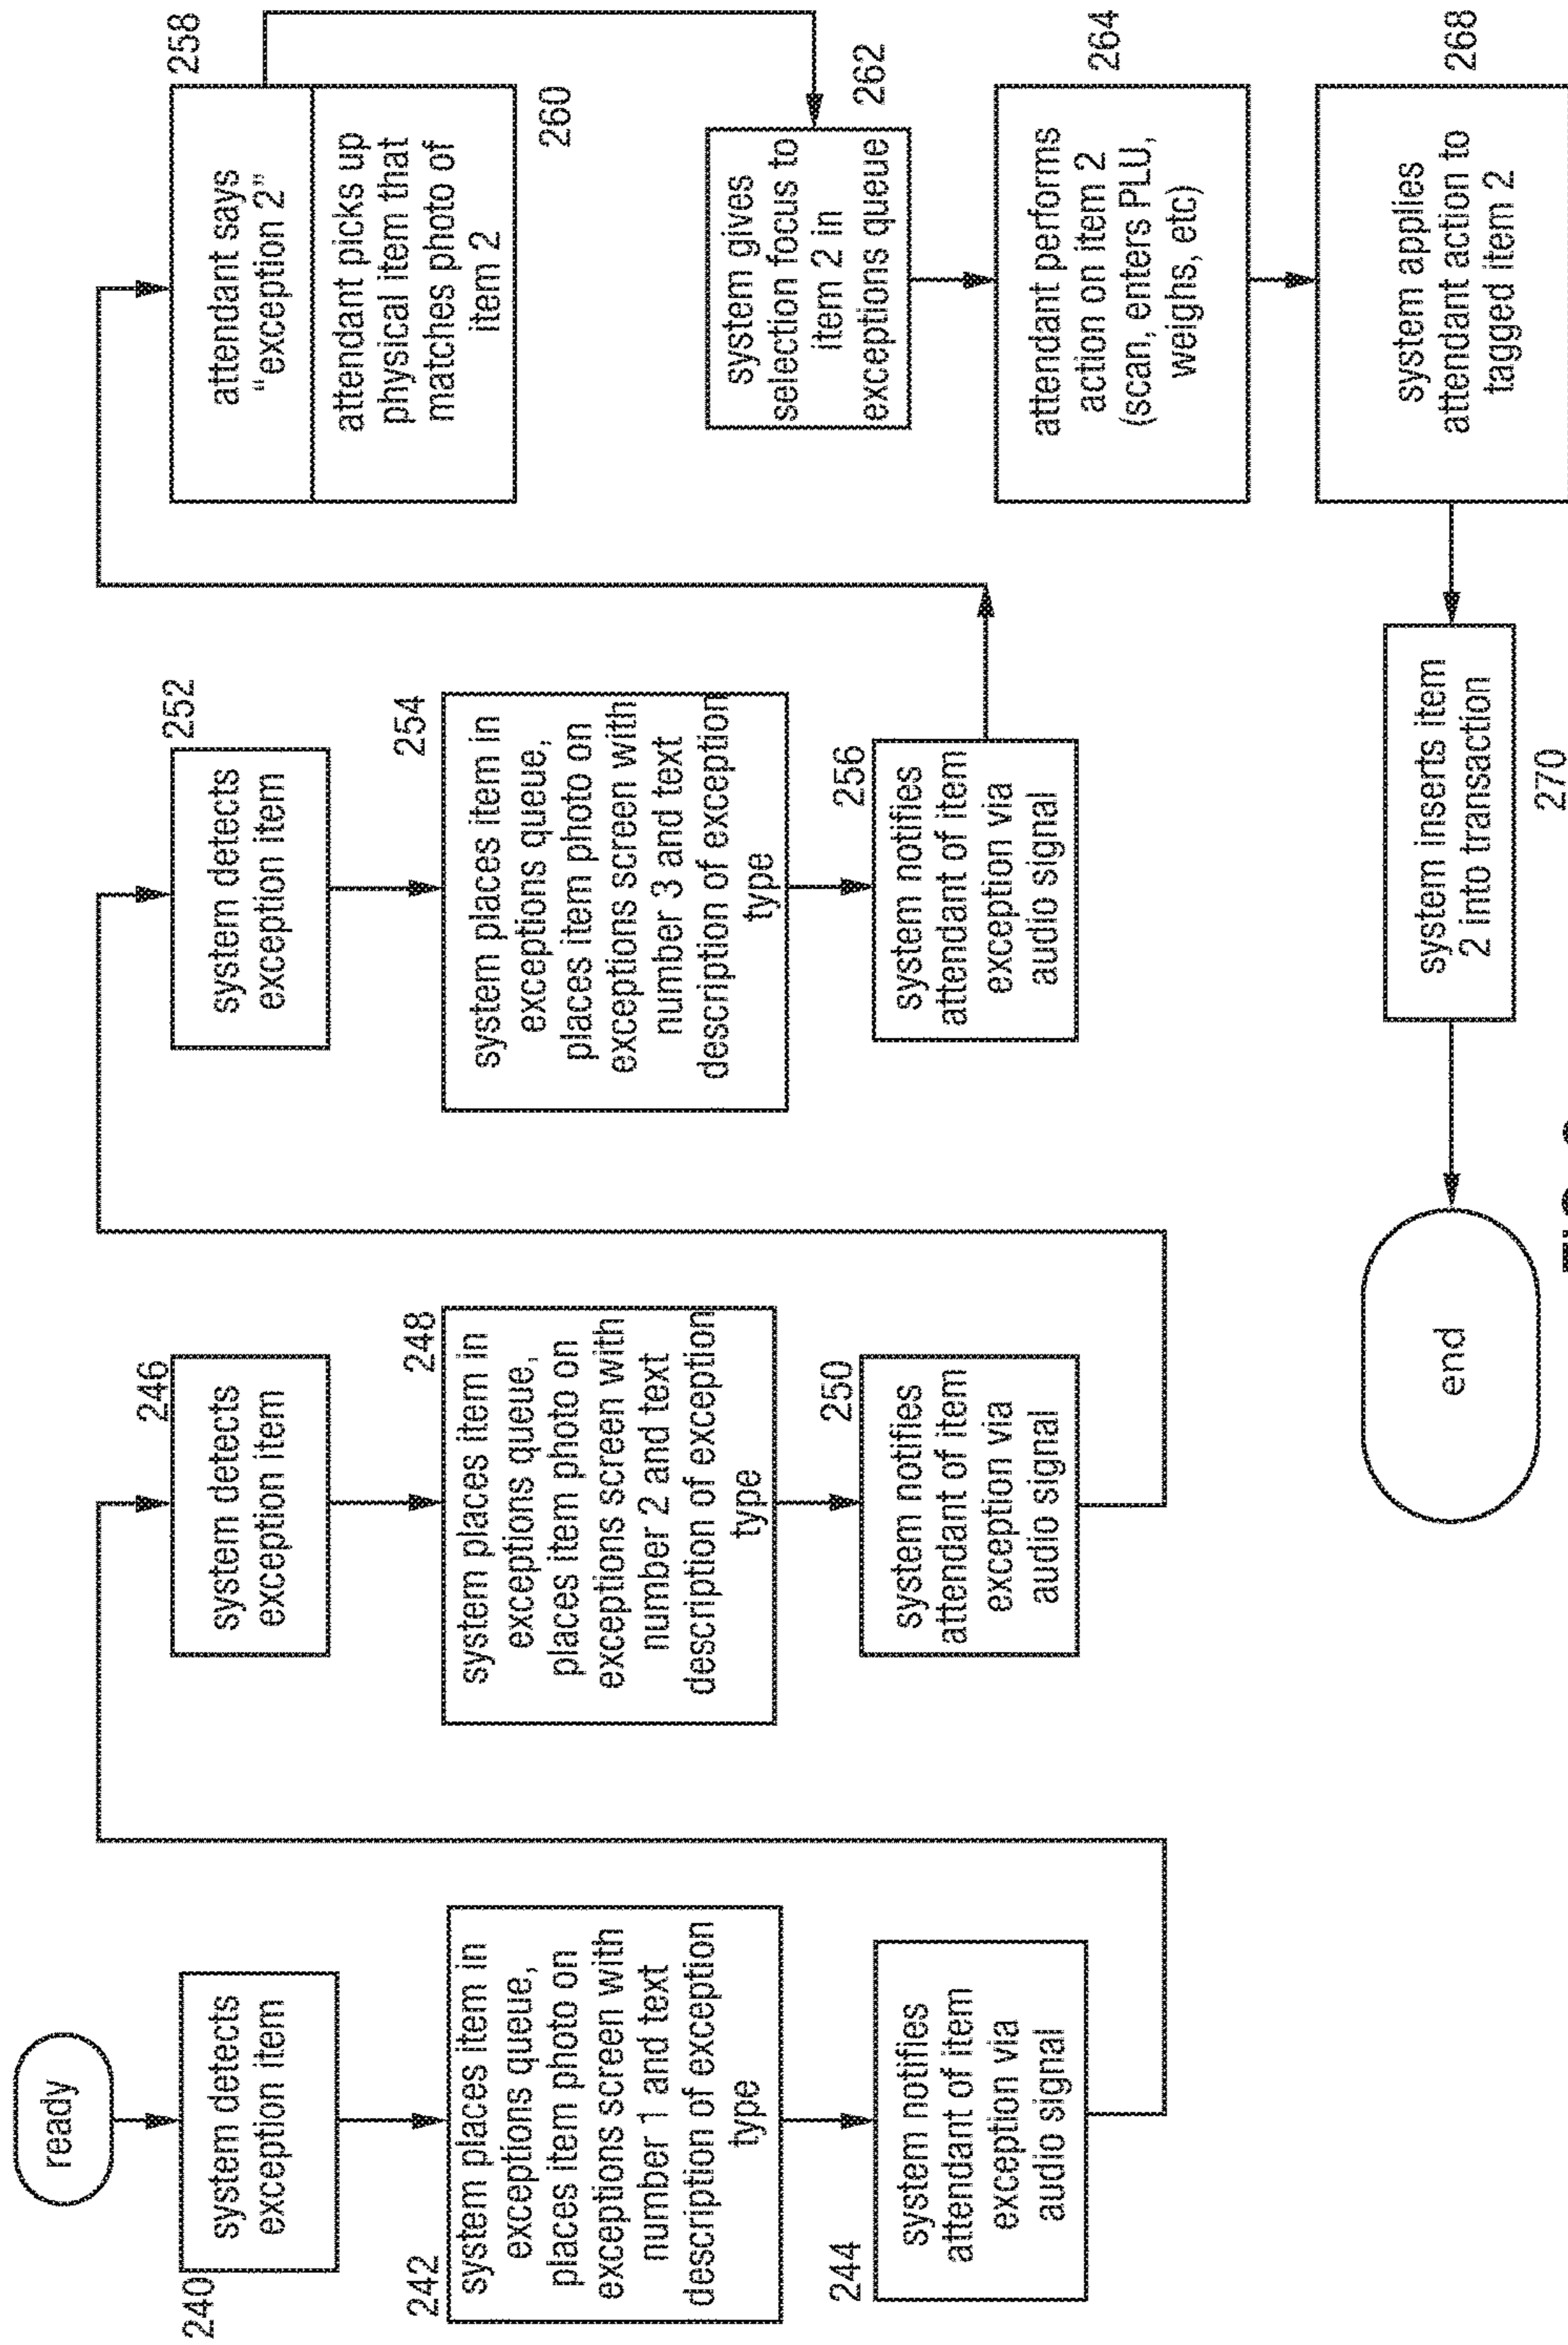 ready
240
system detects
exception item
242
system places item in
exceptions queue,
places item photo on
exceptions screen with
number 1 and text
description of exception
type
244
system notifies
attendant of item
exception via
audio signal
246
system detects
exception item
248
system places item in
exceptions queue,
places item photo on
exceptions screen with
number 2 and text
description of exception
type
250
system notifies
attendant of item
exception via
audio signal
252
system detects
exception item
254
system places item in
exceptions queue,
places item photo on
exceptions screen with
number 3 and text
description of exception
type
256
system notifies
attendant of item
exception via
audio signal
258
attendant says
“exception 2”
attendant picks up
physical item that
matches photo of
item 2
260
262
system gives
selection focus to
item 2 in
exceptions queue
264
attendant performs
action on item 2
(scan, enters PLU,
weighs, etc)
268
system applies
attendant action to
tagged item 2
system inserts item
2 into transaction
270
end